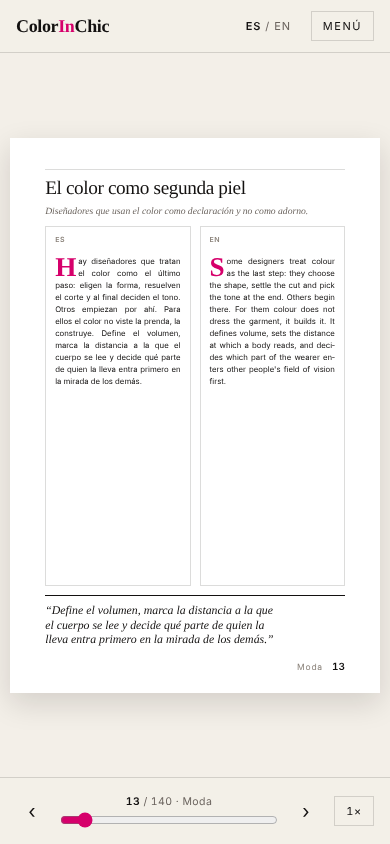 ColorInChic
ES / EN
MENÚ
El color como segunda piel
Diseñadores que usan el color como declaración y no como adorno.
ES
Hay diseñadores que tratan
el color como el último
paso: eligen la forma, resuelven
el corte y al final deciden el tono.
Otros empiezan por ahí. Para
ellos el color no viste la prenda, la
construye. Define el volumen,
marca la distancia a la que el
cuerpo se lee y decide qué parte
de quien la lleva entra primero en
la mirada de los demás.
EN
Some designers treat colour
as the last step: they choose
the shape, settle the cut and pick
the tone at the end. Others begin
there. For them colour does not
dress the garment, it builds it. It
defines volume, sets the distance
at which a body reads, and deci-
des which part of the wearer en-
ters other people's field of vision
first.
“Define el volumen, marca la distancia a la que
el cuerpo se lee y decide qué parte de quien la
lleva entra primero en la mirada de los demás.”
Moda 13
‹
13 / 140 · Moda
›
1×